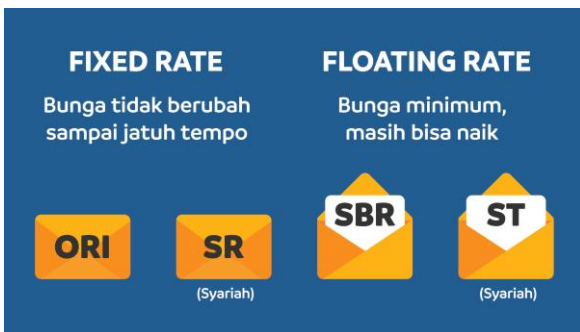 FIXED RATE
Bunga tidak berubah
sampai jatuh tempo
ORI
SR
(Syariah)
FLOATING RATE
Bunga minimum,
masih bisa naik
SBR
ST
(Syariah)